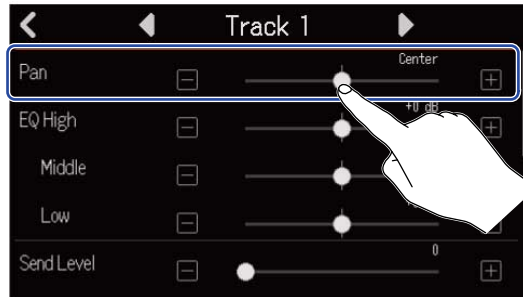 Track 1
Pan
Center
EQ High
+0 dB
Middle
Low
Send Level
0